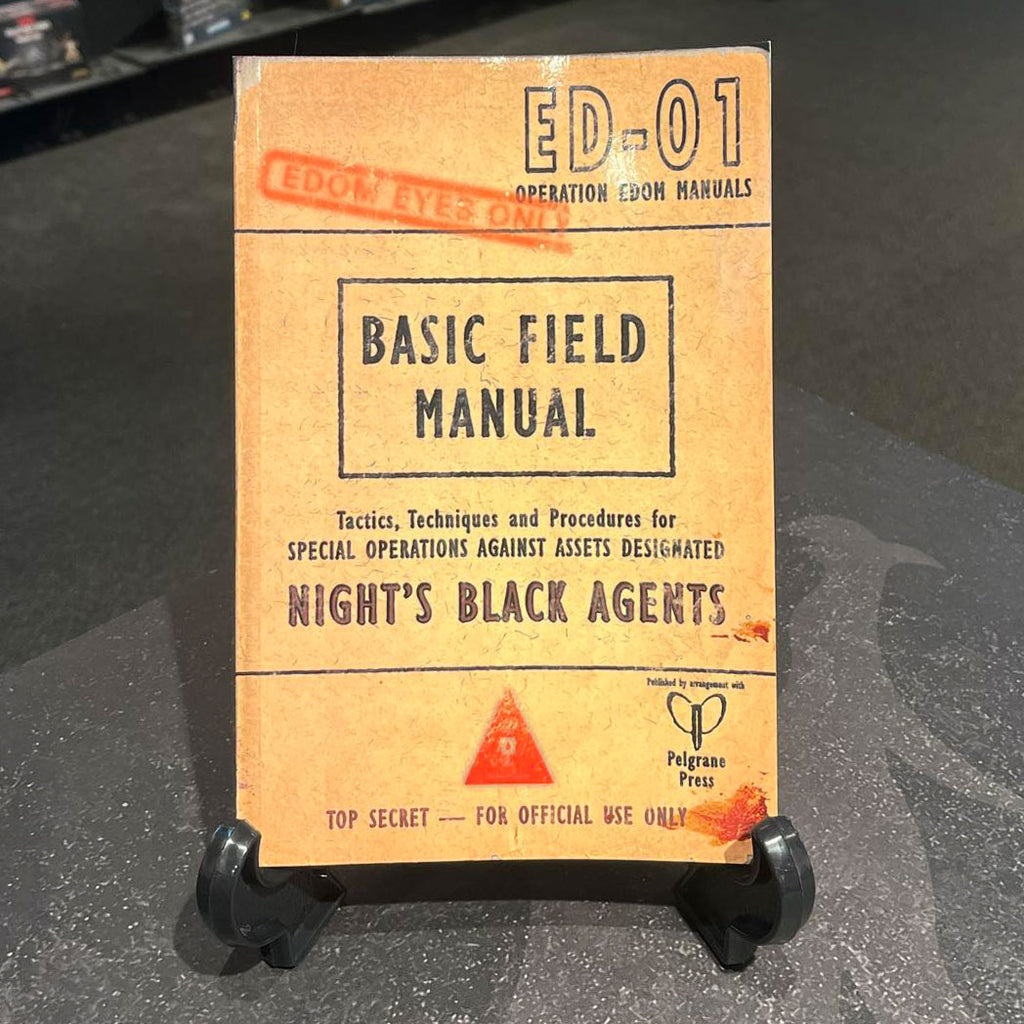 ED-01
OPERATION EDOM MANUALS
EDOM EYES ONLY
BASIC FIELD
MANUAL
Tactics, Techniques and Procedures for
SPECIAL OPERATIONS AGAINST ASSETS DESIGNATED
NIGHT'S BLACK AGENTS
Published by arrangement with
Pelgrane
Press
TOP SECRET — FOR OFFICIAL USE ONLY